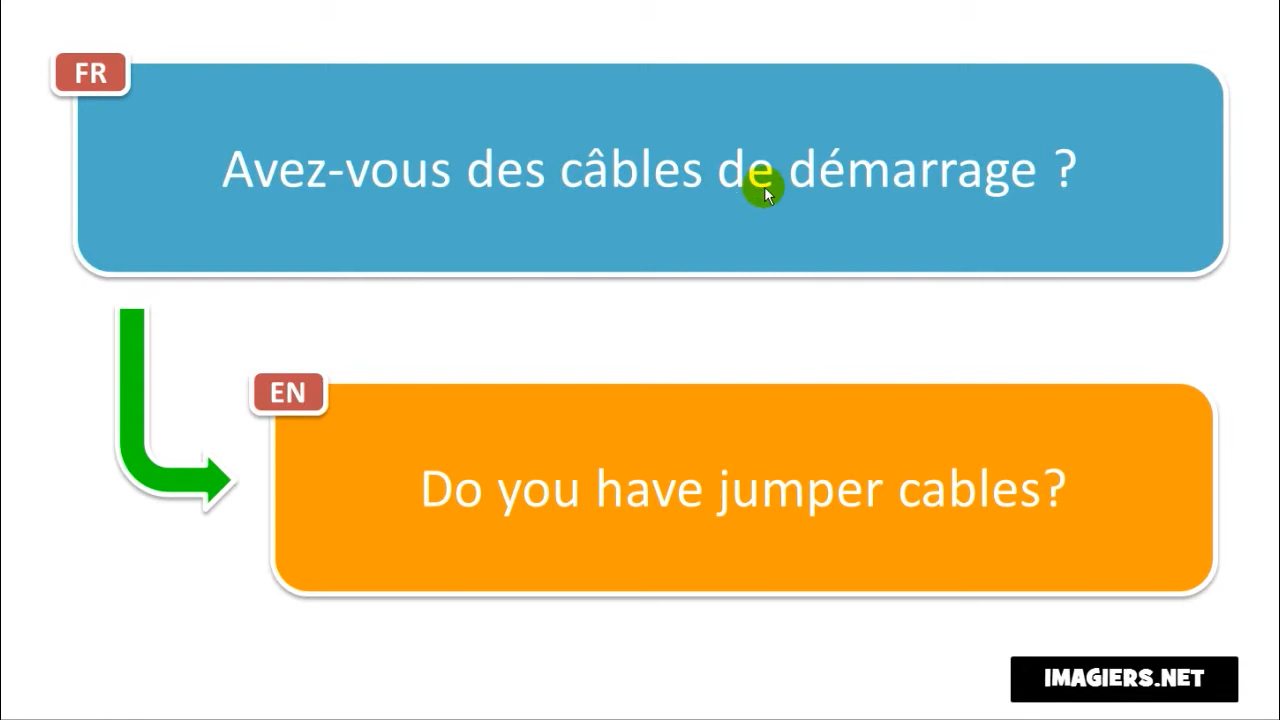 FR
Avez-vous des câbles de démarrage ?
EN
Do you have jumper cables?
IMAGIERS.NET